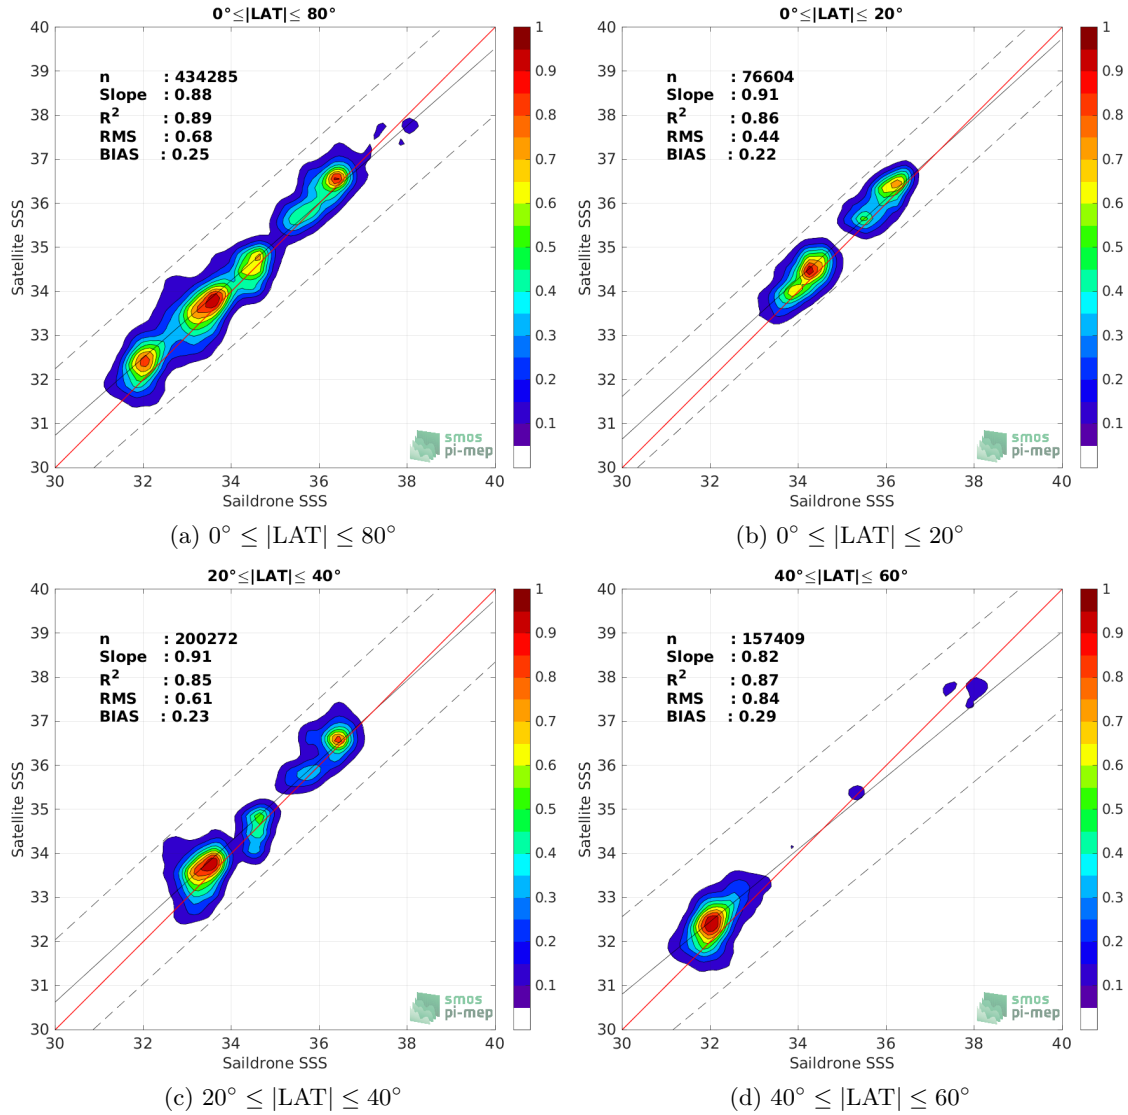 0°≤|LAT|≤ 80°
n : 434285
Slope : 0.88
R² : 0.89
RMS : 0.68
BIAS : 0.25
Satellite SSS
40
39
38
37
36
35
34
33
32
31
30
30 32 34 36 38 40
Saildrone SSS
1
0.9
0.8
0.7
0.6
0.5
0.4
0.3
0.2
0.1
smos
pi-mep
(a) 0° ≤ |LAT| ≤ 80°
0°≤|LAT|≤ 20°
n : 76604
Slope : 0.91
R² : 0.86
RMS : 0.44
BIAS : 0.22
Satellite SSS
40
39
38
37
36
35
34
33
32
31
30
30 32 34 36 38 40
Saildrone SSS
1
0.9
0.8
0.7
0.6
0.5
0.4
0.3
0.2
0.1
smos
pi-mep
(b) 0° ≤ |LAT| ≤ 20°
20°≤|LAT|≤ 40°
n : 200272
Slope : 0.91
R² : 0.85
RMS : 0.61
BIAS : 0.23
Satellite SSS
40
39
38
37
36
35
34
33
32
31
30
30 32 34 36 38 40
Saildrone SSS
1
0.9
0.8
0.7
0.6
0.5
0.4
0.3
0.2
0.1
smos
pi-mep
(c) 20° ≤ |LAT| ≤ 40°
40°≤|LAT|≤ 60°
n : 157409
Slope : 0.82
R² : 0.87
RMS : 0.84
BIAS : 0.29
Satellite SSS
40
39
38
37
36
35
34
33
32
31
30
30 32 34 36 38 40
Saildrone SSS
1
0.9
0.8
0.7
0.6
0.5
0.4
0.3
0.2
0.1
smos
pi-mep
(d) 40° ≤ |LAT| ≤ 60°